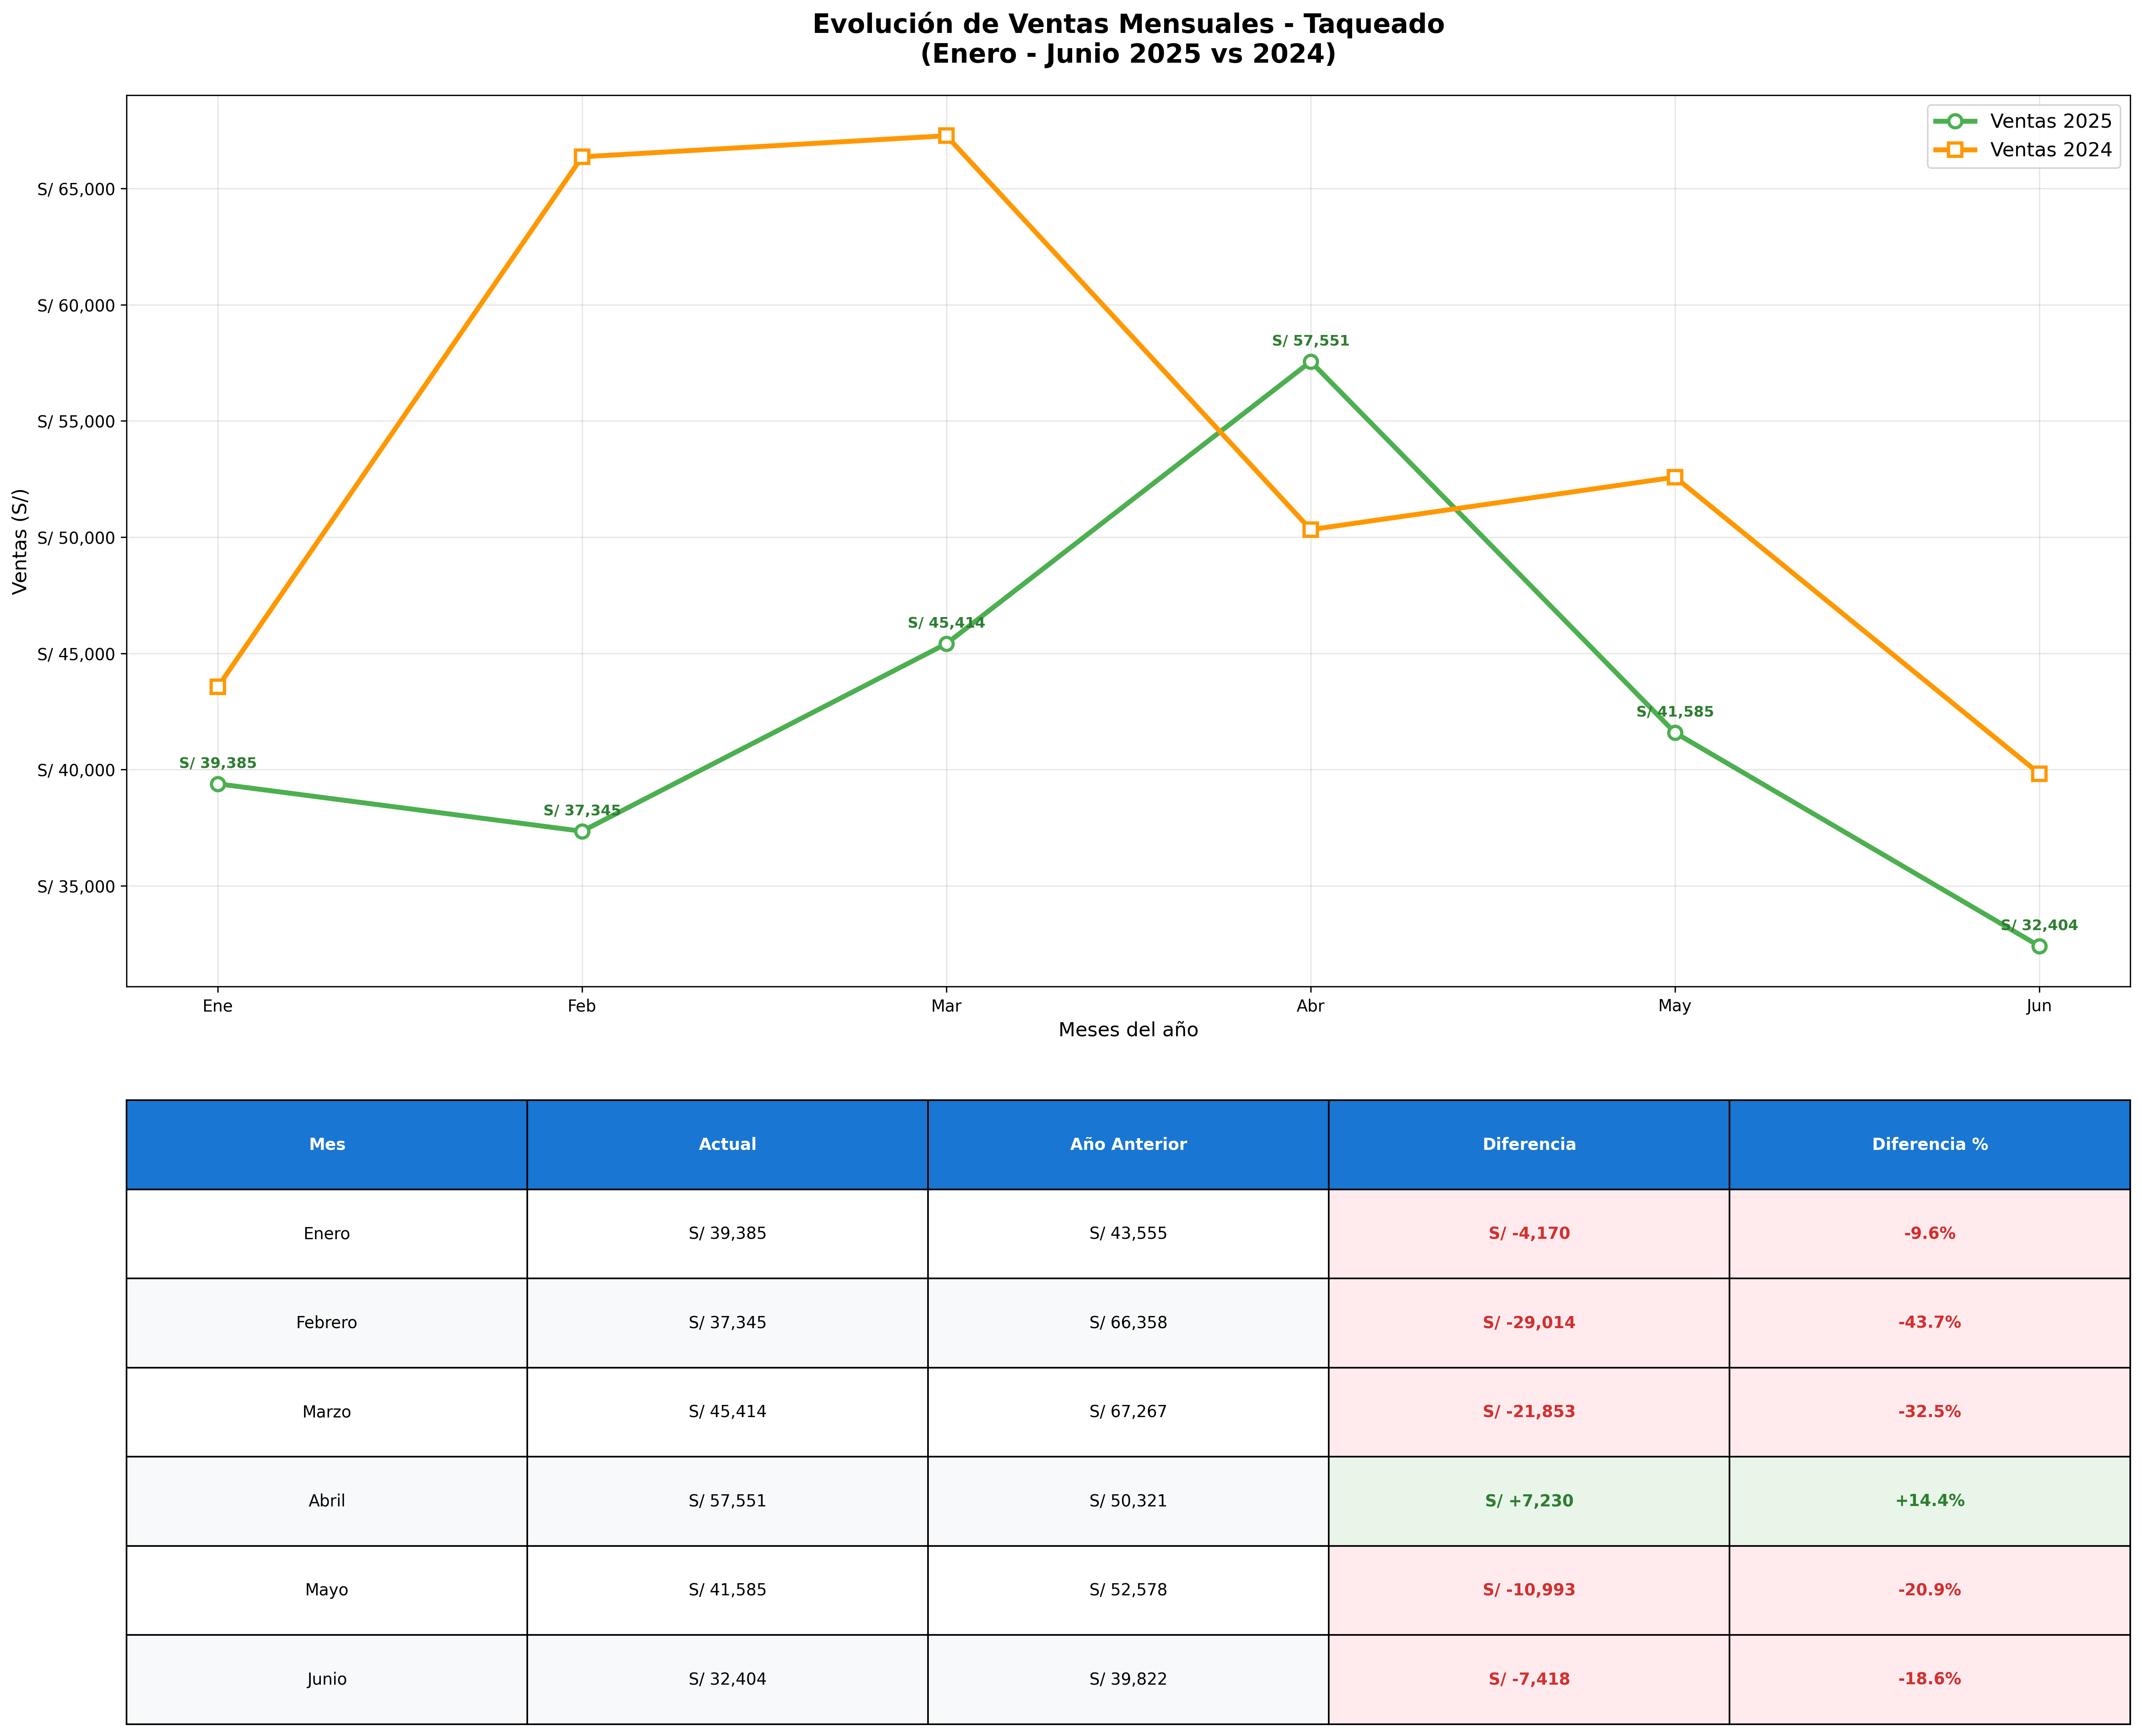 Evolución de Ventas Mensuales - Taqueado
(Enero - Junio 2025 vs 2024)
Ventas 2025
Ventas 2024
Ventas (S/)
S/ 65,000
S/ 60,000
S/ 55,000
S/ 50,000
S/ 45,000
S/ 40,000
S/ 35,000
S/ 39,385
S/ 37,345
S/ 45,414
S/ 57,551
S/ 41,585
S/ 32,404
Ene Feb Mar Abr May Jun
Meses del año
Mes Actual Año Anterior Diferencia Diferencia %
Enero S/ 39,385 S/ 43,555 S/ -4,170 -9.6%
Febrero S/ 37,345 S/ 66,358 S/ -29,014 -43.7%
Marzo S/ 45,414 S/ 67,267 S/ -21,853 -32.5%
Abril S/ 57,551 S/ 50,321 S/ +7,230 +14.4%
Mayo S/ 41,585 S/ 52,578 S/ -10,993 -20.9%
Junio S/ 32,404 S/ 39,822 S/ -7,418 -18.6%